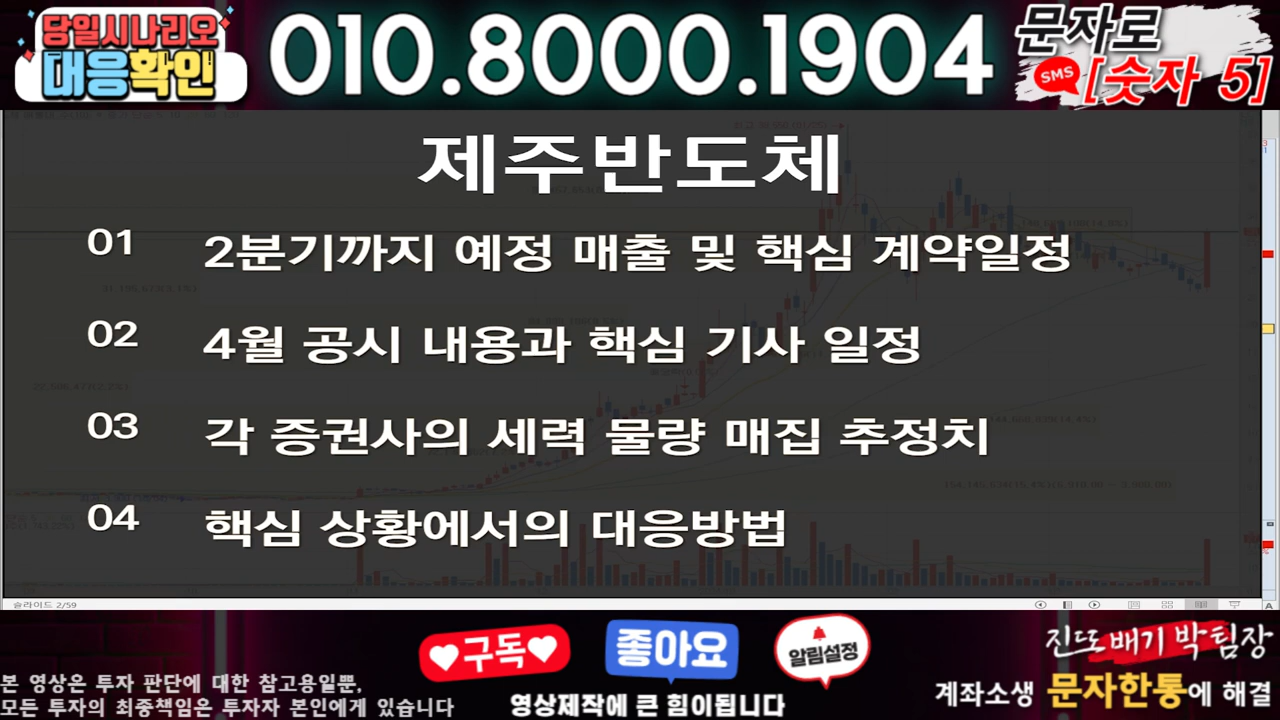 당일시나리오
대응확인
010.8000.1904
문자로
SMS
[숫자 5]
제주반도체
01 2분기까지 예정 매출 및 핵심 계약일정
02 4월 공시 내용과 핵심 기사 일정
03 각 증권사의 세력 물량 매집 추정치
04 핵심 상황에서의 대응방법
슬라이드 2/59
구독
좋아요
알림설정
영상제작에 큰 힘이됩니다
본 영상은 투자 판단에 대한 참고용일뿐,
모든 투자의 최종책임은 투자자 본인에게 있습니다
진또배기 박팀장
계좌소생 문자한통에 해결